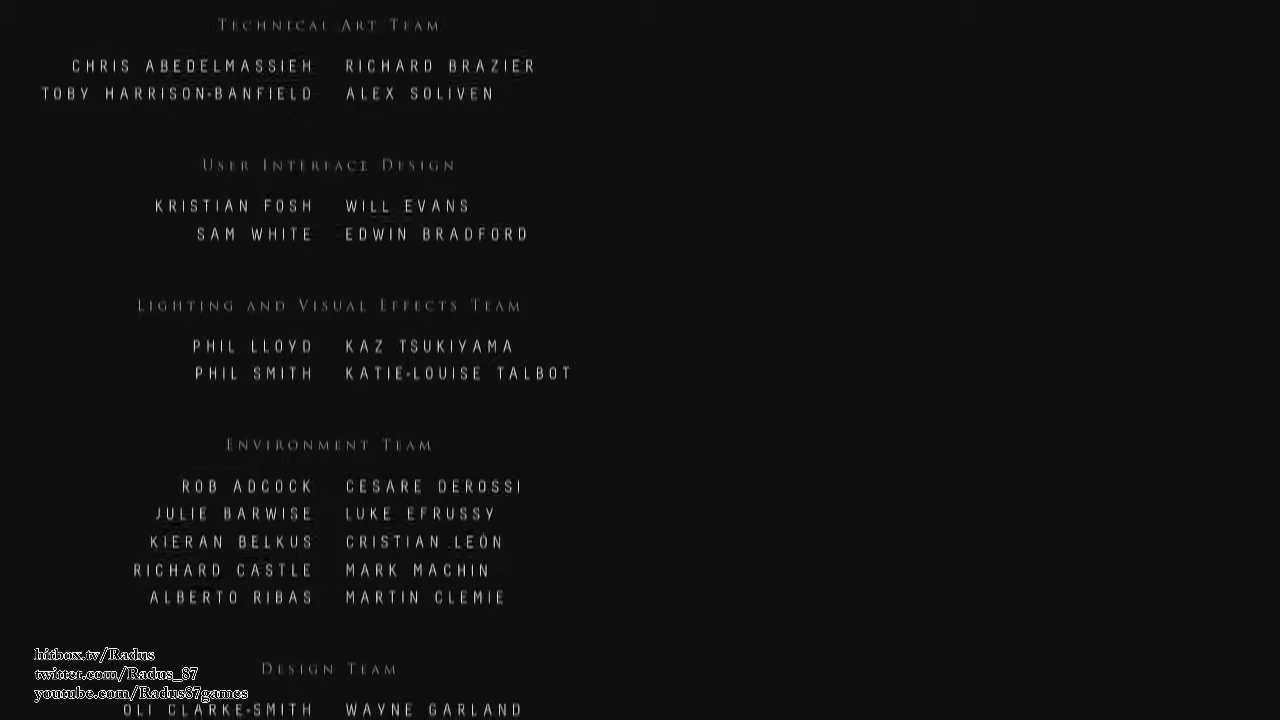 TECHNICAL ART TEAM
CHRIS ABEDELMASSIEH RICHARD BRAZIER
TOBY HARRISON-BANFIELD ALEX SOLIVEN
USER INTERFACE DESIGN
KRISTIAN FOSH WILL EVANS
SAM WHITE EDWIN BRADFORD
LIGHTING AND VISUAL EFFECTS TEAM
PHIL LLOYD KAZ TSUKIYAMA
PHIL SMITH KATIE-LOUISE TALBOT
ENVIRONMENT TEAM
ROB ADCOCK CESARE DEROSSI
JULIE BARWISE LUKE EFRUSSY
KIERAN BELKUS CRISTIAN LEÓN
RICHARD CASTLE MARK MACHIN
ALBERTO RIBAS MARTIN CLEMIE
DESIGN TEAM
OLI CLARKE-SMITH WAYNE GARLAND
hitbox.tv/Radus
twitter.com/Radus_87
youtube.com/Radus87games